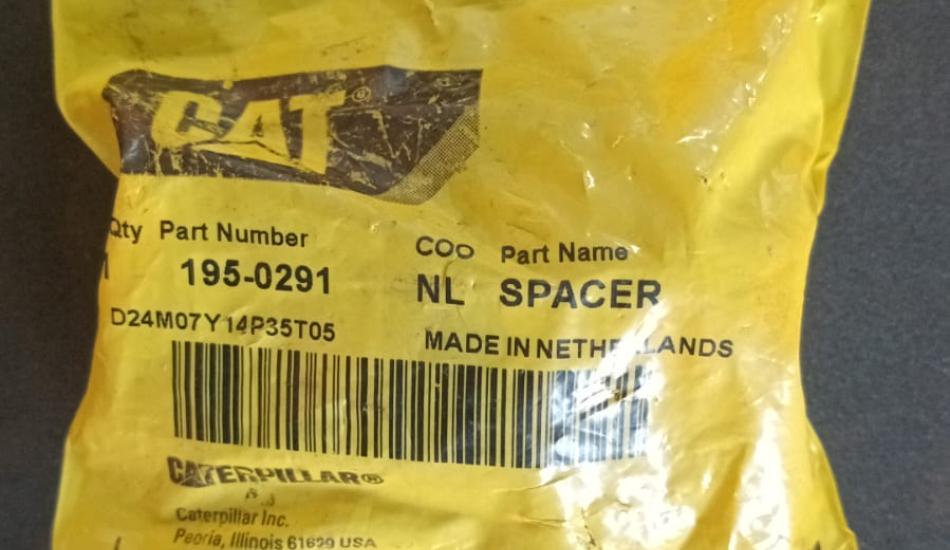 CAT®
Qty Part Number COO Part Name
1 195-0291 NL SPACER
D24M07Y14P35T05 MADE IN NETHERLANDS
CATERPILLAR®
Caterpillar Inc.
Peoria, Illinois 61629 USA